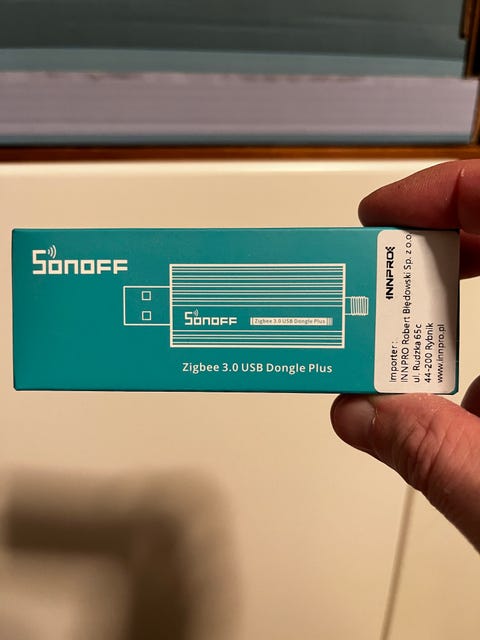 SONOFF
SONOFF
Zigbee 3.0 USB Dongle Plus
Zigbee 3.0 USB Dongle Plus
INNPRO
Importer:
INNPRO Robert Błędowski Sp. z o.o
ul. Rudzka 65c
44-200 Rybnik
www.innpro.pl